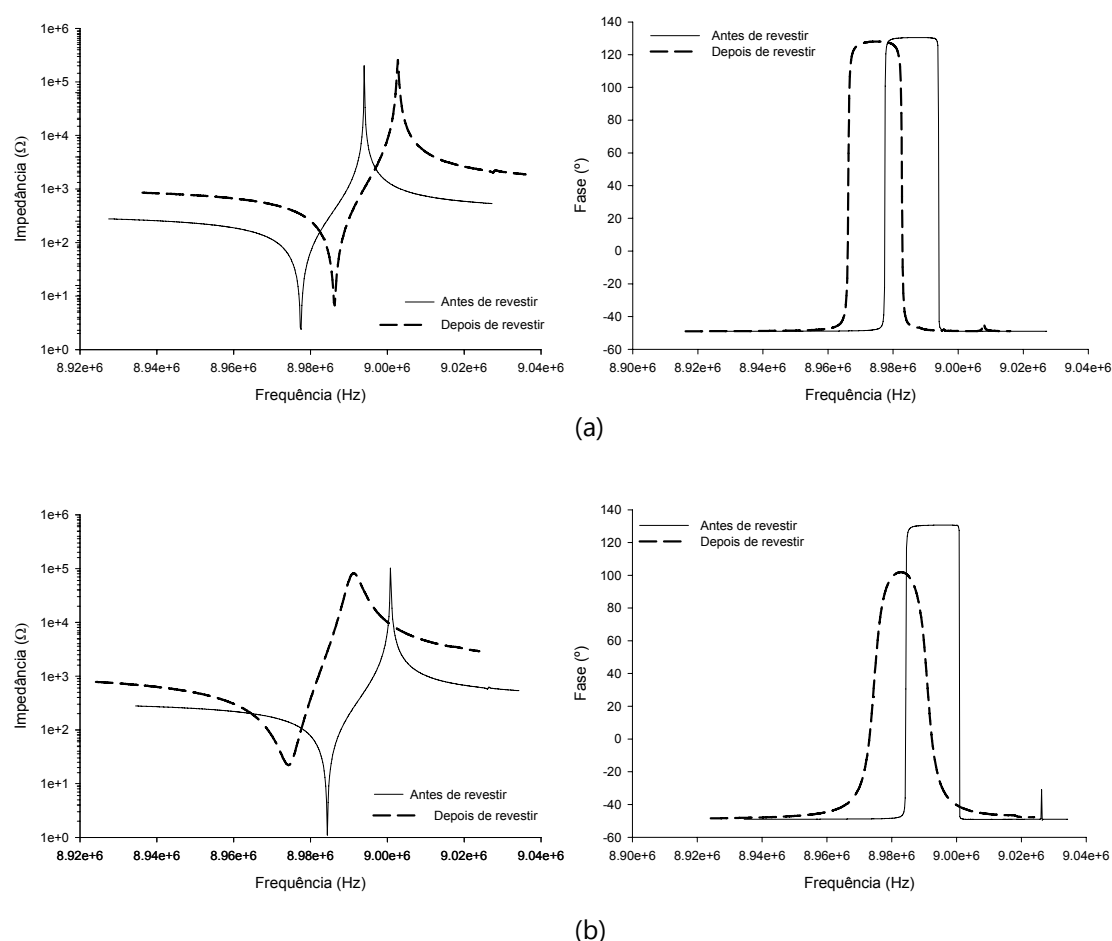 1e+6
1e+5
1e+4
1e+3
1e+2
1e+1
1e+0
Impedância (Ω)
Antes de revestir
Depois de revestir
8.92e+6 8.94e+6 8.96e+6 8.98e+6 9.00e+6 9.02e+6 9.04e+6
Frequência (Hz)
140
120
100
80
60
40
20
0
-20
-40
-60
Fase (º)
Antes de revestir
Depois de revestir
8.90e+6 8.92e+6 8.94e+6 8.96e+6 8.98e+6 9.00e+6 9.02e+6 9.04e+6
Frequência (Hz)
(a)
1e+6
1e+5
1e+4
1e+3
1e+2
1e+1
1e+0
Impedância (Ω)
Antes de revestir
Depois de revestir
8.92e+6 8.94e+6 8.96e+6 8.98e+6 9.00e+6 9.02e+6 9.04e+6
Frequência (Hz)
140
120
100
80
60
40
20
0
-20
-40
-60
Fase (º)
Antes de revestir
Depois de revestir
8.90e+6 8.92e+6 8.94e+6 8.96e+6 8.98e+6 9.00e+6 9.02e+6 9.04e+6
Frequência (Hz)
(b)